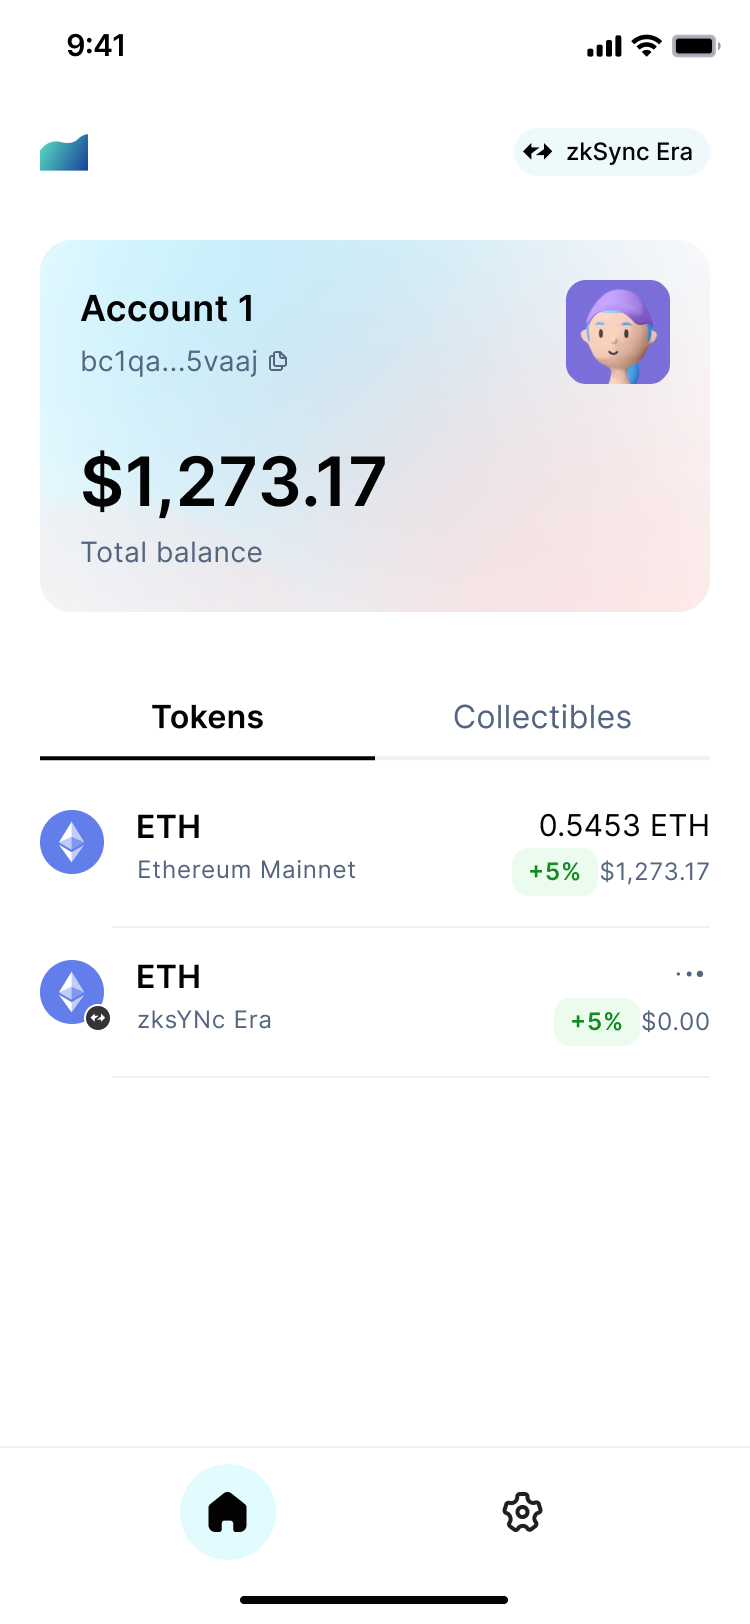 9:41
zkSync Era
Account 1
bc1qa...5vaaj
$1,273.17
Total balance
Tokens
Collectibles
ETH
0.5453 ETH
Ethereum Mainnet
+5%
$1,273.17
ETH
...
zksYNc Era
+5%
$0.00